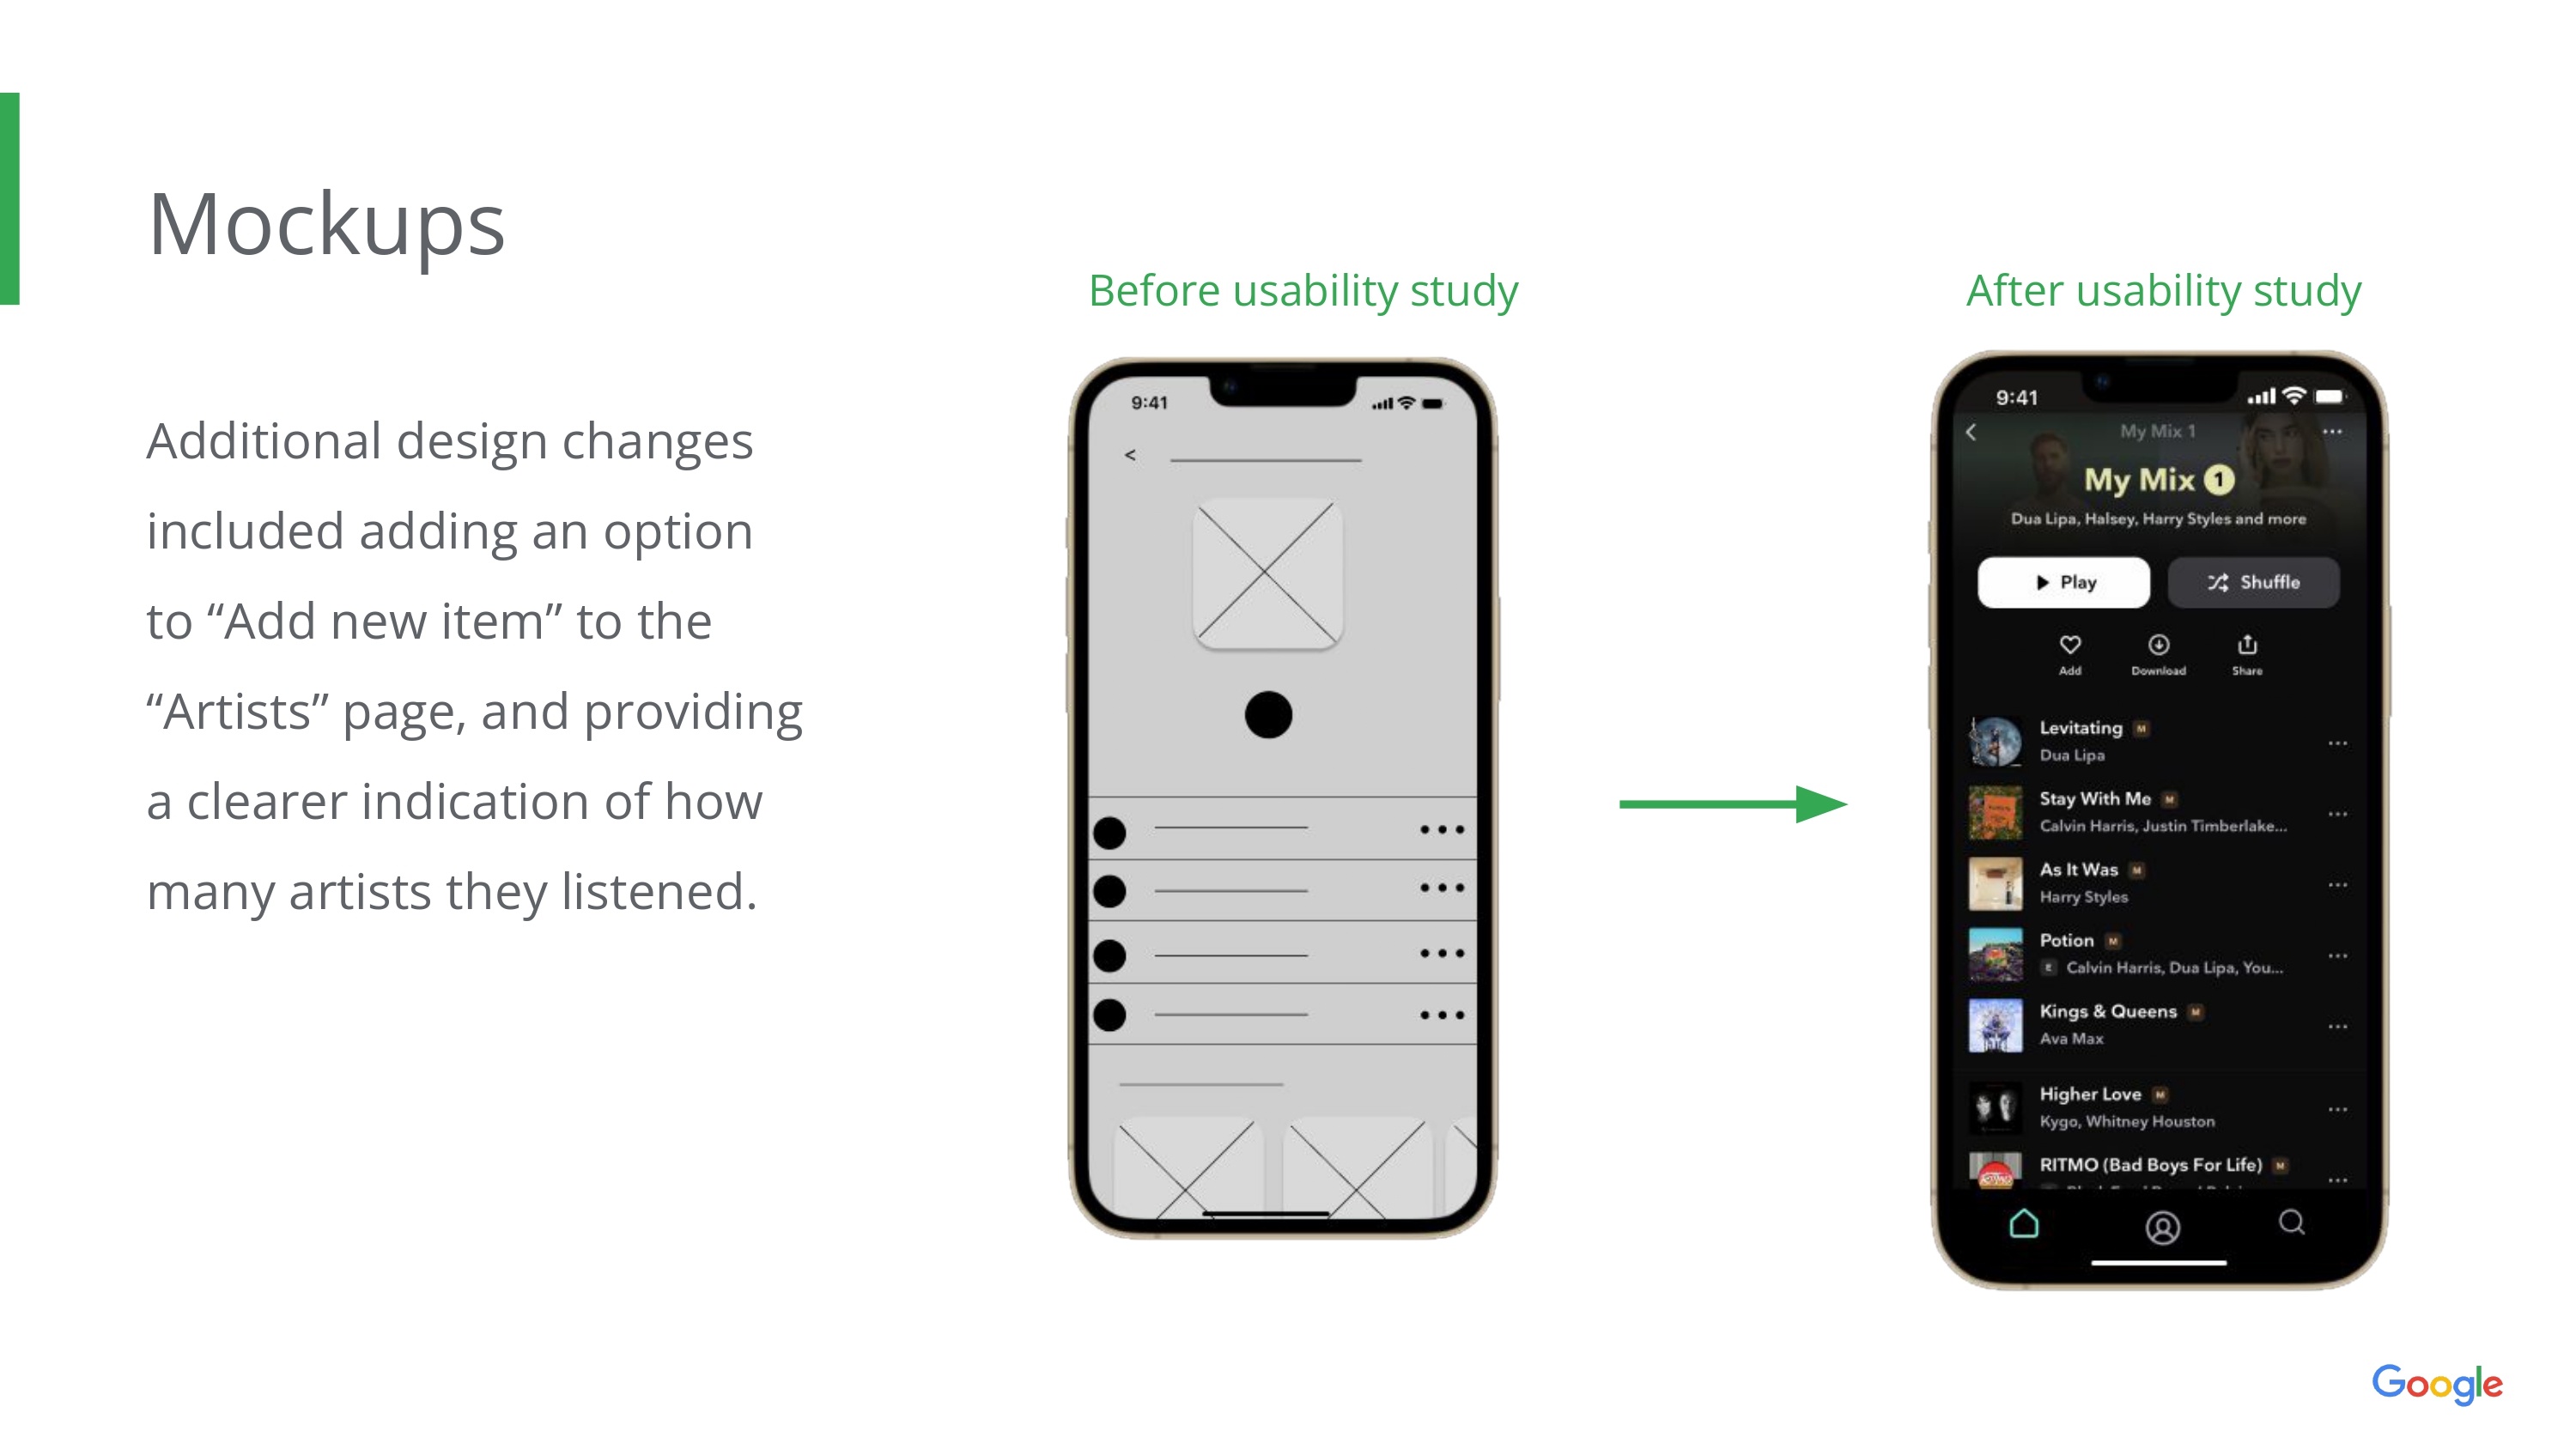 Mockups
Additional design changes
included adding an option
to “Add new item” to the
“Artists” page, and providing
a clearer indication of how
many artists they listened.
Before usability study
9:41
<
After usability study
9:41
My Mix 1
My Mix 1
Dua Lipa, Halsey, Harry Styles and more
Play
Shuffle
Add
Download
Share
Levitating M
Dua Lipa
Stay With Me M
Calvin Harris, Justin Timberlake...
As It Was M
Harry Styles
Potion M
E Calvin Harris, Dua Lipa, You...
Kings & Queens M
Ava Max
Higher Love M
Kygo, Whitney Houston
RITMO (Bad Boys For Life) M
Google